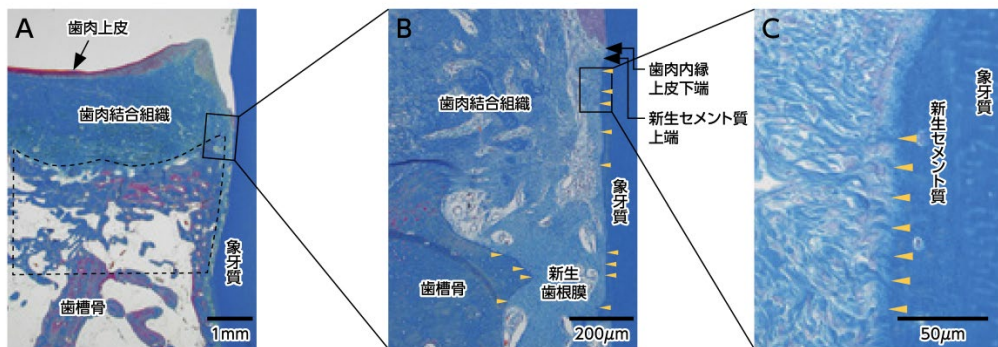 A
歯肉上皮
歯肉結合組織
象牙質
歯槽骨
1mm
B
歯肉結合組織
歯肉内縁
上皮下端
新生セメント質
上端
象牙質
歯槽骨
新生
歯根膜
200μm
C
象牙質
新生セメント質
50μm